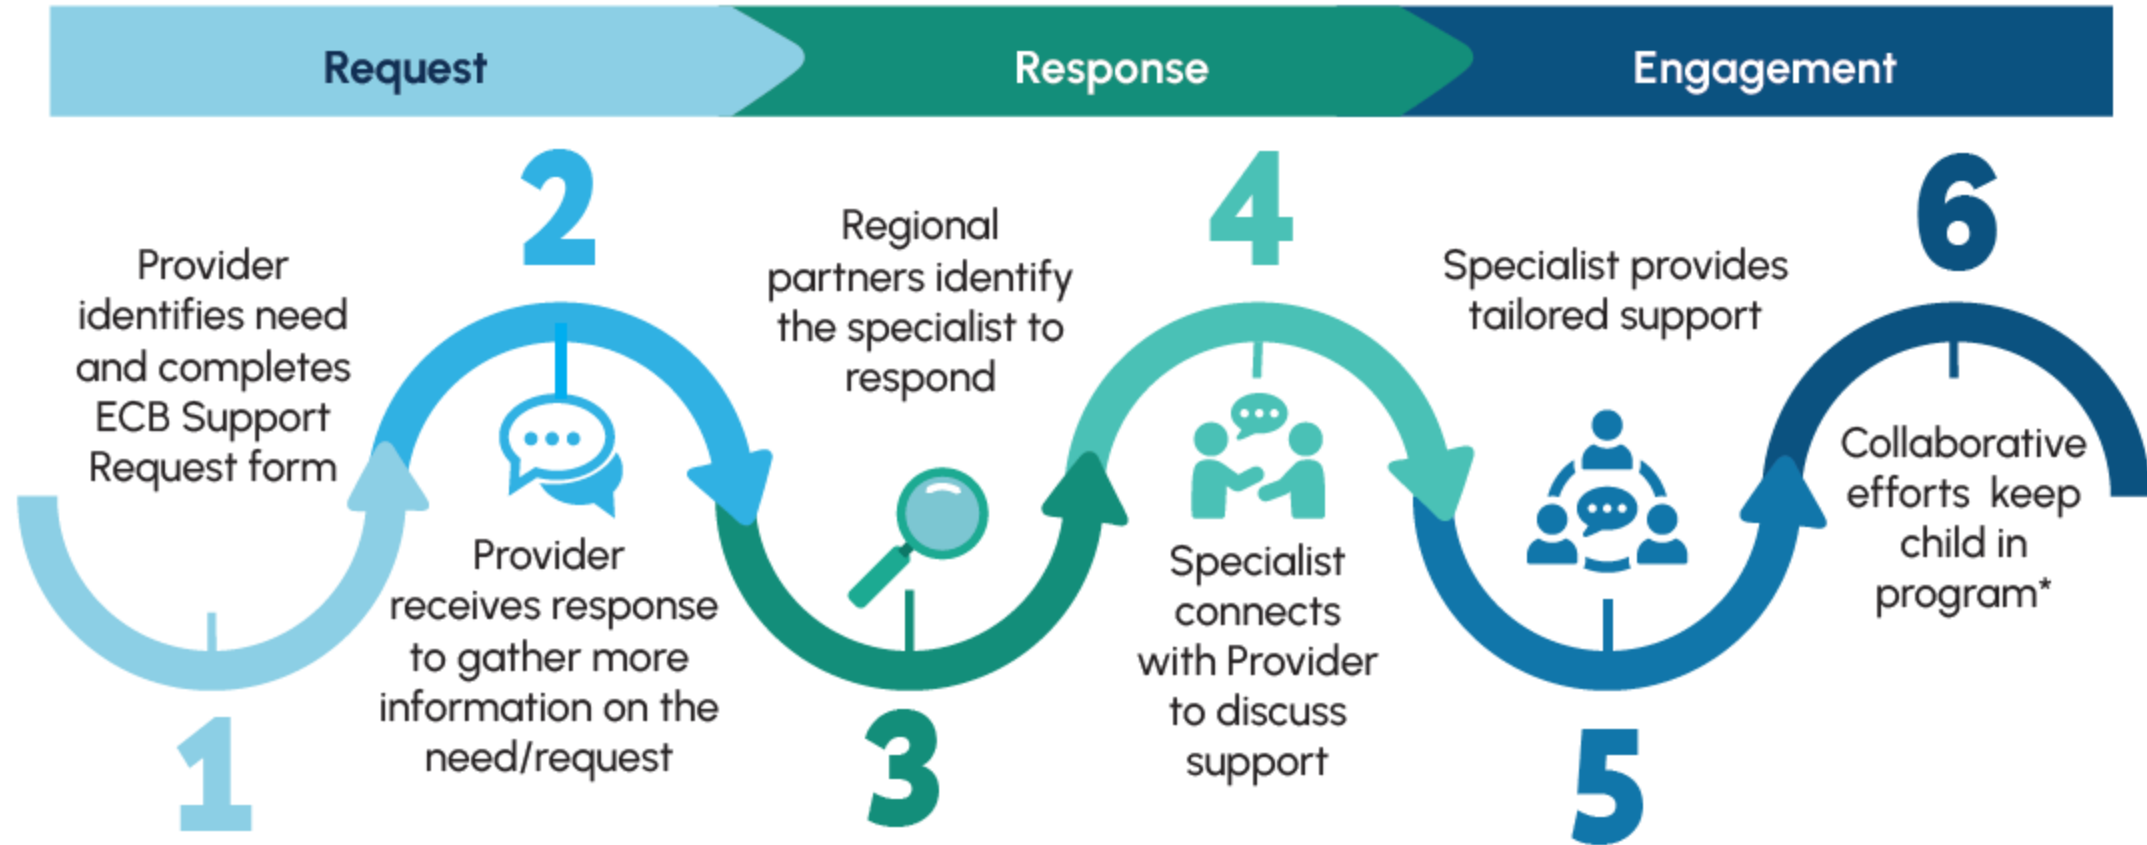 Request
Response
Engagement
1
Provider
identifies need
and completes
ECB Support
Request form
2
Provider
receives response
to gather more
information on the
need/request
3
Regional
partners identify
the specialist to
respond
4
Specialist
connects
with Provider
to discuss
support
5
Specialist provides
tailored support
6
Collaborative
efforts keep
child in
program*